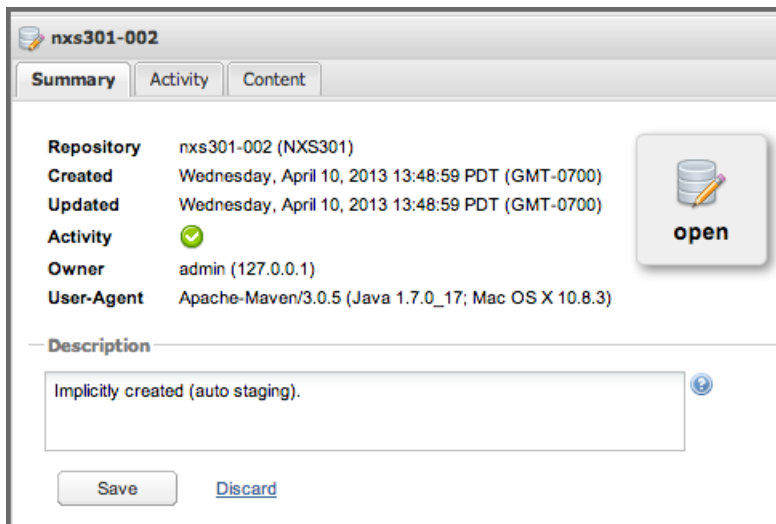 nxs301-002
Summary Activity Content
Repository nxs301-002 (NXS301)
Created Wednesday, April 10, 2013 13:48:59 PDT (GMT-0700)
Updated Wednesday, April 10, 2013 13:48:59 PDT (GMT-0700)
Activity
Owner admin (127.0.0.1)
User-Agent Apache-Maven/3.0.5 (Java 1.7.0_17; Mac OS X 10.8.3)
open
Description
Implicitly created (auto staging).
?
Save Discard